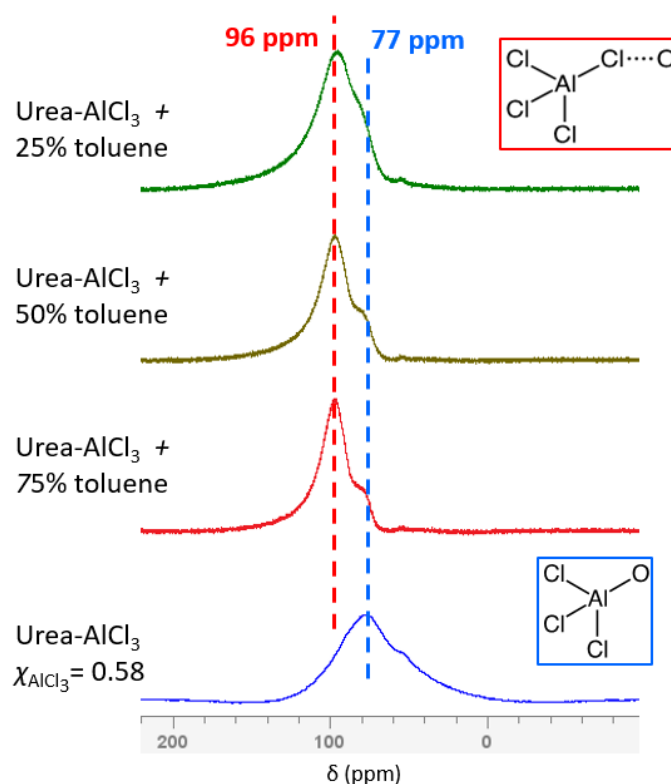 96 ppm 77 ppm
Cl Cl O
Al
Cl
Cl
Urea-AlCl₃ +
25% toluene
Urea-AlCl₃ +
50% toluene
Urea-AlCl₃ +
75% toluene
Cl O
Al
Cl
Cl
Urea-AlCl₃
χAlCl₃= 0.58
200 100 0
δ (ppm)